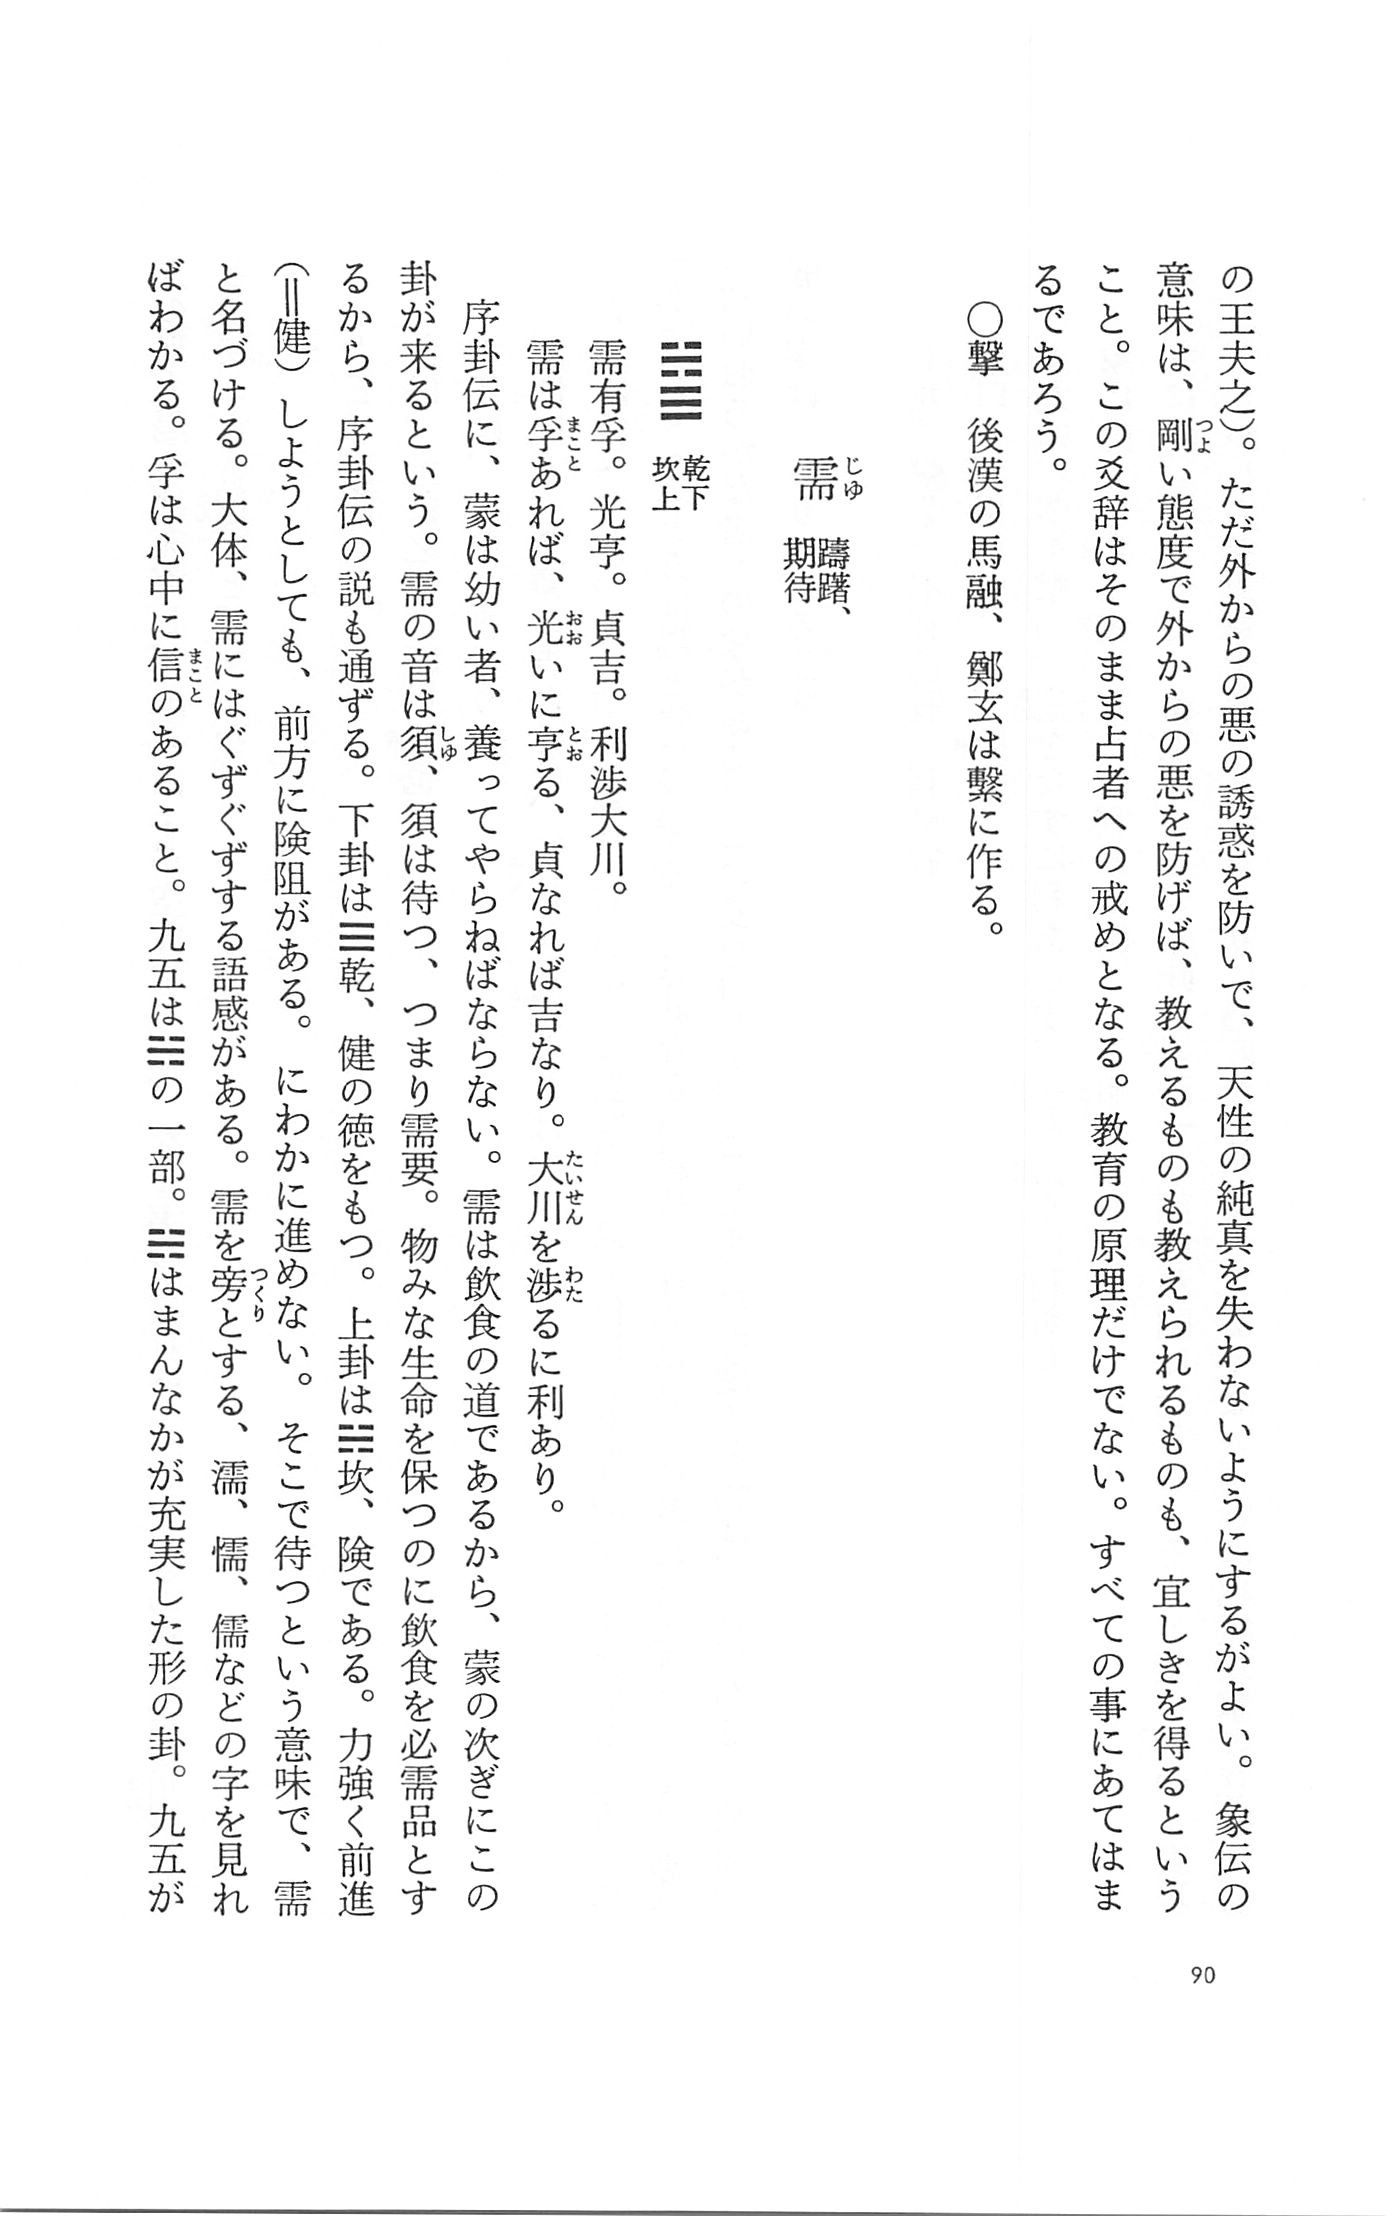 の王夫之)。ただ外からの悪の誘惑を防いで、天性の純真を失わないようにするがよい。象伝の
意味は、剛い態度で外からの悪を防げば、教えるものも教えられるものも、宜しきを得るという
こと。この爻辞はそのまま占者への戒めとなる。教育の原理だけでない。すべての事にあてはま
るであろう。
○撃　後漢の馬融、鄭玄は繫に作る。
需 じゆ 躊躇、期待
䷄ 乾下 坎上
需有孚。光亨。貞吉。利渉大川。
需は孚あれば、光いに亨る、貞なれば吉なり。大川を渉るに利あり。
序卦伝に、蒙は幼い者、養ってやらねばならない。需は飲食の道であるから、蒙の次ぎにこの
卦が来るという。需の音は須、須は待つ、つまり需要。物みな生命を保つのに飲食を必需品とす
るから、序卦伝の説も通ずる。下卦は☰乾、健の徳をもつ。上卦は☵坎、険である。力強く前進
(=健)しようとしても、前方に険阻がある。にわかに進めない。そこで待つという意味で、需
と名づける。大体、需にはぐずぐずする語感がある。需を旁とする、濡、懦、儒などの字を見れ
ばわかる。孚は心中に信のあること。九五は☵の一部。☵はまんなかが充実した形の卦。九五が
90